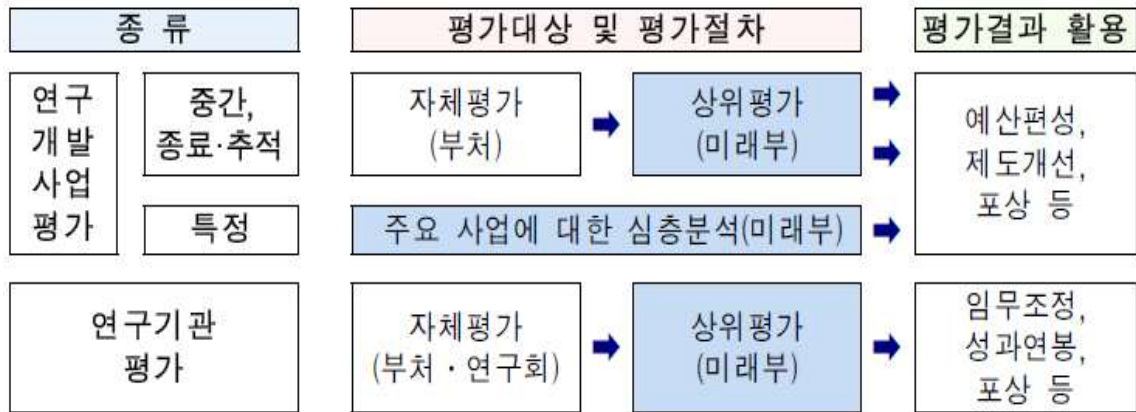 종 류
평가대상 및 평가절차
평가결과 활용
연구
개발
사업
평가
중간,
종료·추적
자체평가
(부처)
상위평가
(미래부)
예산편성,
제도개선,
포상 등
특정
주요 사업에 대한 심층분석(미래부)
연구기관
평가
자체평가
(부처·연구회)
상위평가
(미래부)
임무조정,
성과연봉,
포상 등